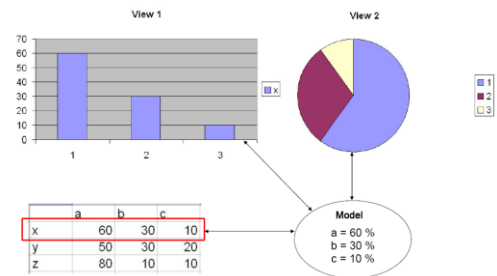 View 1
70
60
50
40
30
20
10
0
1 2 3
x
View 2
1
2
3
a b c
x 60 30 10
y 50 30 20
z 80 10 10
Model
a = 60 %
b = 30 %
c = 10 %